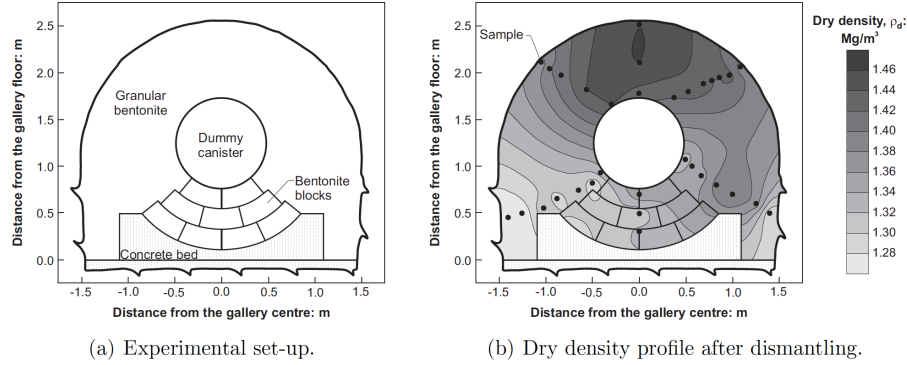 2.5
2.0
1.5
1.0
0.5
0.0
Distance from the gallery floor: m
Granular
bentonite
Dummy
canister
Bentonite
blocks
Concrete bed
-1.5 -1.0 -0.5 0.0 0.5 1.0 1.5
Distance from the gallery centre: m
(a) Experimental set-up.
2.5
2.0
1.5
1.0
0.5
0.0
Distance from the gallery floor: m
Sample
-1.5 -1.0 -0.5 0.0 0.5 1.0 1.5
Distance from the gallery centre: m
Dry density, ρd:
Mg/m³
1.46
1.44
1.42
1.40
1.38
1.36
1.34
1.32
1.30
1.28
(b) Dry density profile after dismantling.